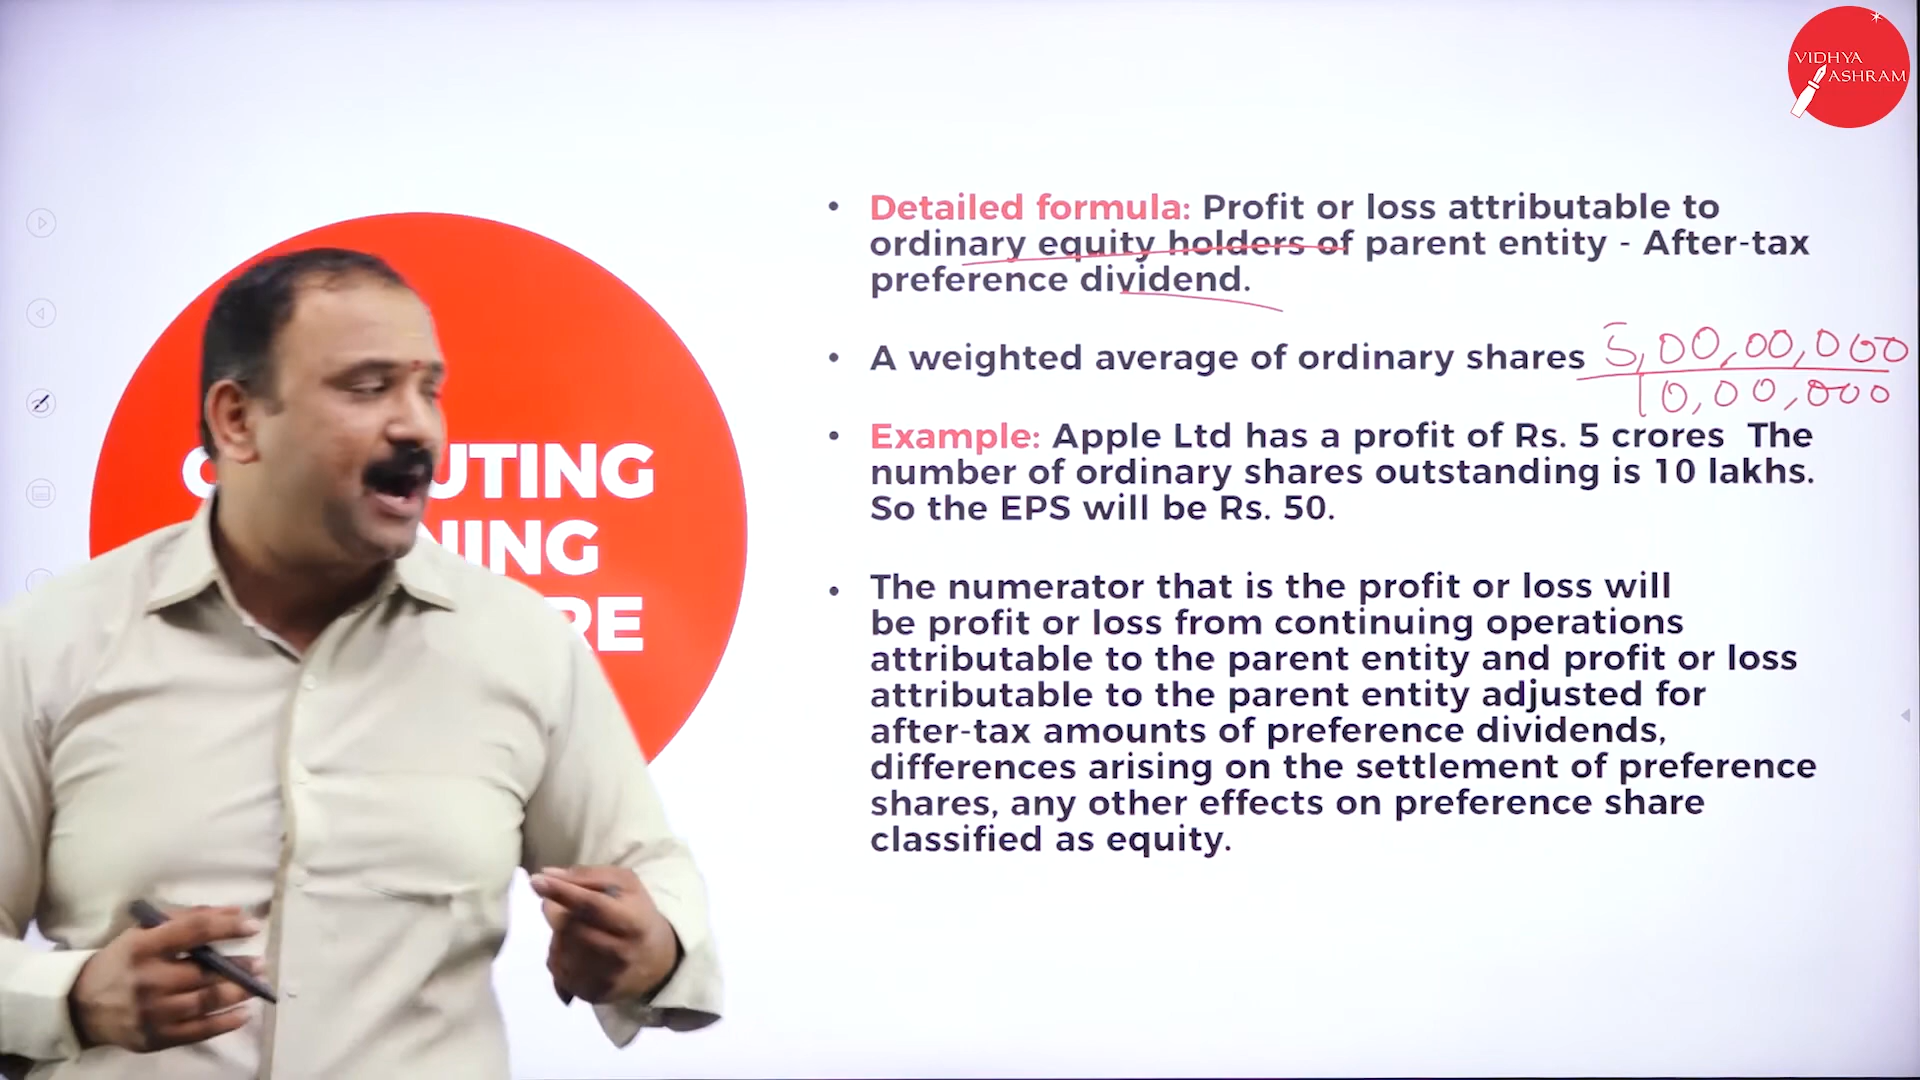 VIDHYA
ASHRAM
• Detailed formula: Profit or loss attributable to
ordinary equity holders of parent entity - After-tax
preference dividend.
• A weighted average of ordinary shares
5,00,00,000
10,00,000
• Example: Apple Ltd has a profit of Rs. 5 crores The
number of ordinary shares outstanding is 10 lakhs.
So the EPS will be Rs. 50.
• The numerator that is the profit or loss will
be profit or loss from continuing operations
attributable to the parent entity and profit or loss
attributable to the parent entity adjusted for
after-tax amounts of preference dividends,
differences arising on the settlement of preference
shares, any other effects on preference share
classified as equity.